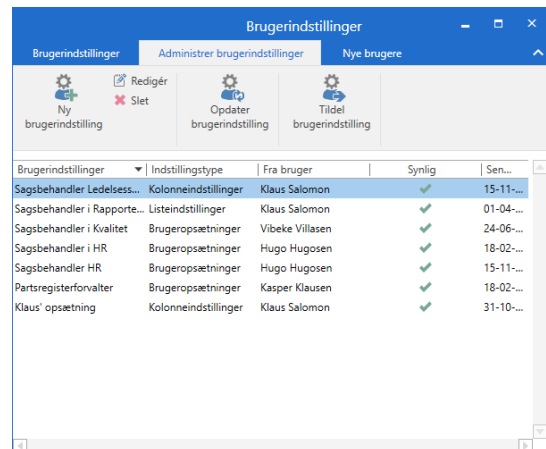 Brugerindstillinger
Brugerindstillinger Administrer brugerindstillinger Nye brugere
Ny brugerindstilling
Redigér
Slet
Opdater brugerindstilling
Tildel brugerindstilling
Brugerindstillinger Indstillingstype Fra bruger Synlig Sen...
Sagsbehandler Ledelsess... Kolonneindstillinger Klaus Salomon 15-11-...
Sagsbehandler i Rapporte... Listeindstillinger Klaus Salomon 01-04-...
Sagsbehandler i Kvalitet Brugeropsætninger Vibeke Villasen 24-06-...
Sagsbehandler i HR Brugeropsætninger Hugo Hugosen 18-02-...
Sagsbehandler HR Brugeropsætninger Hugo Hugosen 15-11-...
Partsregisterforvalter Brugeropsætninger Kasper Klausen 18-02-...
Klaus' opsætning Kolonneindstillinger Klaus Salomon 31-10-...